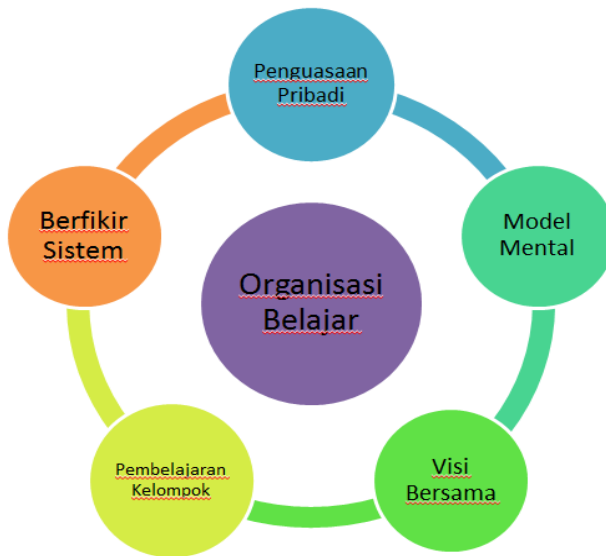 Penguasaan
Pribadi
Model
Mental
Visi
Bersama
Pembelajaran
Kelompok
Berfikir
Sistem
Organisasi
Belajar